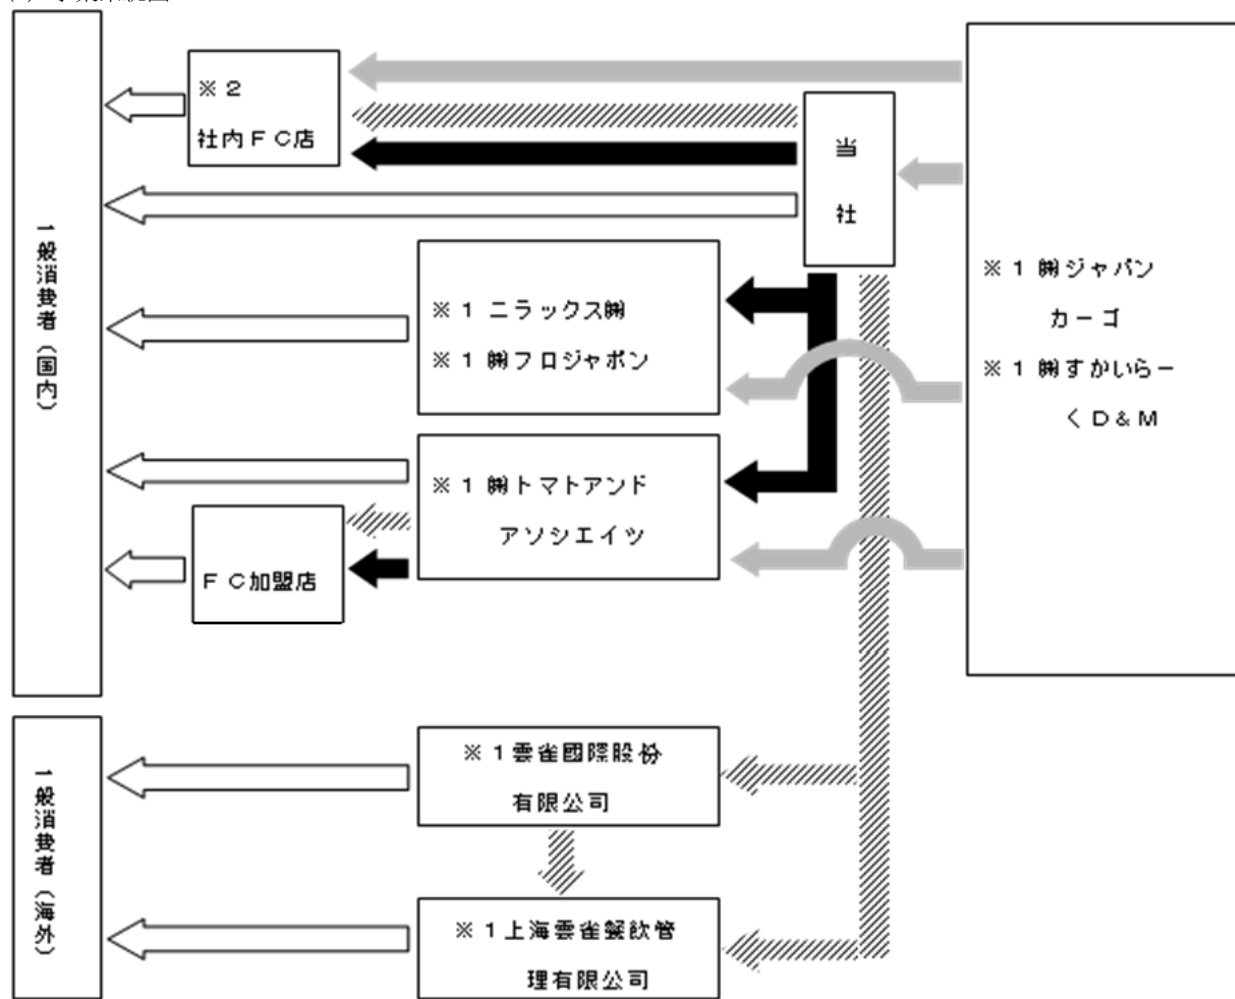 ※２
社内ＦＣ店
当
社
１般消費者（国内）
※１ ニラックス㈱
※１ ㈱フロジャポン
※１ ㈱ジャパン
カーゴ
※１ ㈱すかいらー
くＤ＆Ｍ
※１ ㈱トマトアンド
アソシエイツ
ＦＣ加盟店
１般消費者（海外）
※１雲雀國際股份
有限公司
※１上海雲雀餐飲管
理有限公司